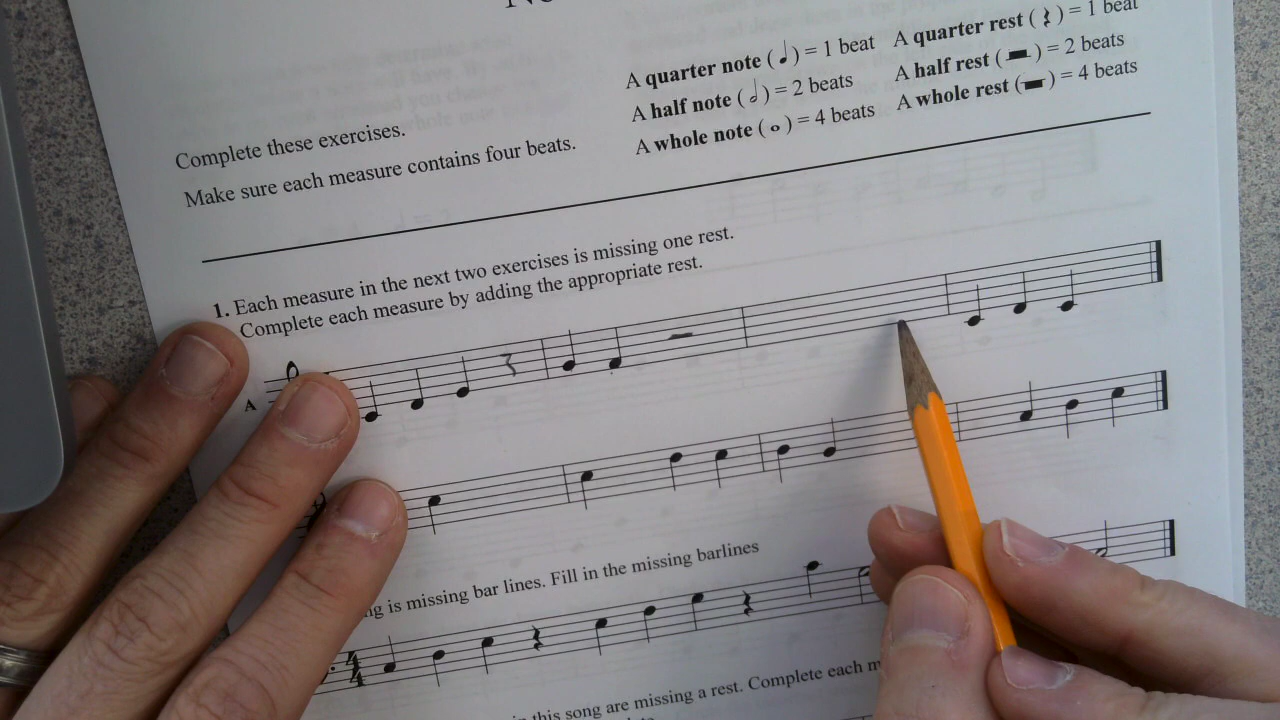 A quarter note ( ♩ ) = 1 beat A quarter rest ( 𝄽 ) = 1 beat
A half note ( 𝅗𝅥 ) = 2 beats A half rest ( 𝄼 ) = 2 beats
A whole note ( 𝅝 ) = 4 beats A whole rest ( 𝄻 ) = 4 beats
Complete these exercises.
Make sure each measure contains four beats.
1. Each measure in the next two exercises is missing one rest.
Complete each measure by adding the appropriate rest.
A
is missing bar lines. Fill in the missing barlines
4
4
this song are missing a rest. Complete each